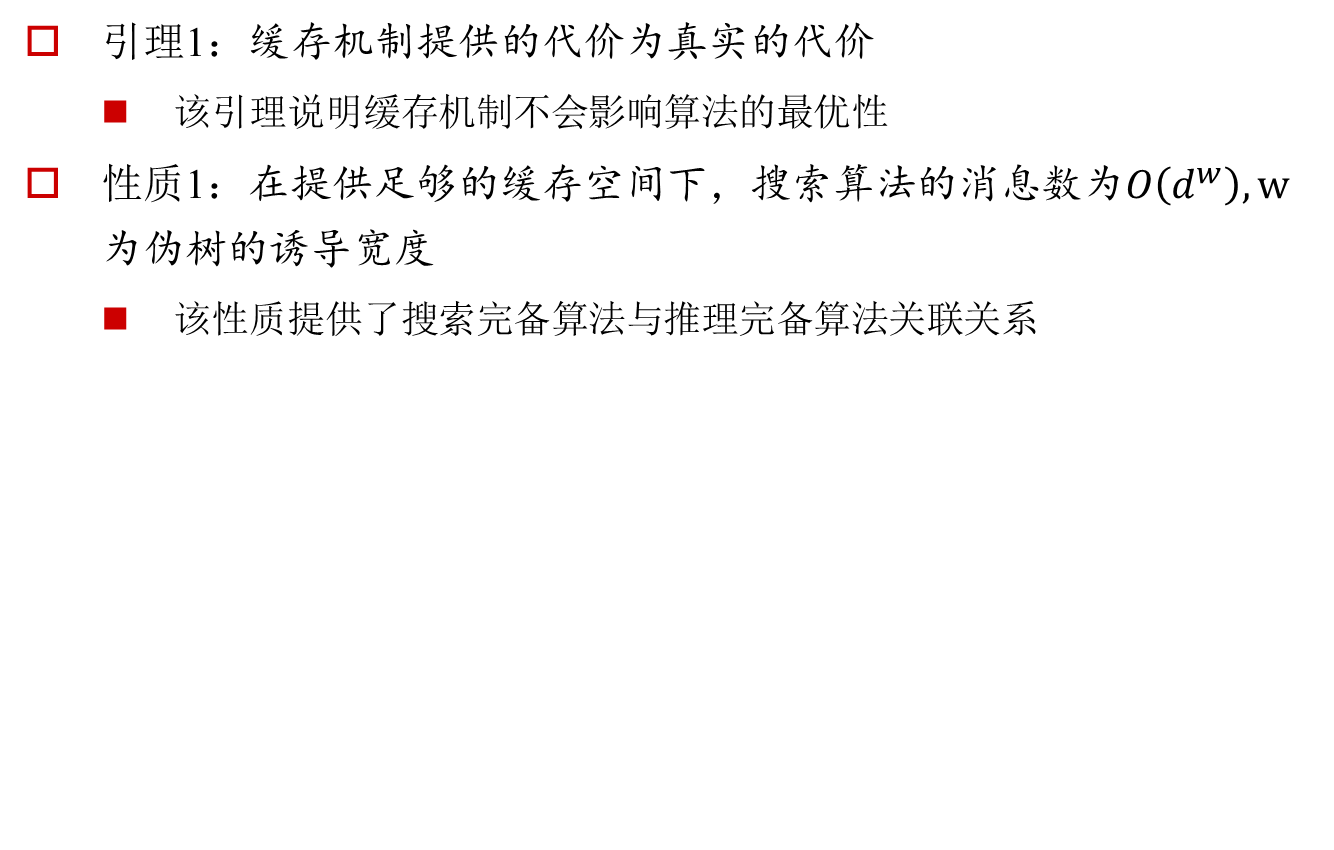 引理1：缓存机制提供的代价为真实的代价
该引理说明缓存机制不会影响算法的最优性
性质1：在提供足够的缓存空间下，搜索算法的消息数为𝑂(𝑑^𝑤), w
为伪树的诱导宽度
该性质提供了搜索完备算法与推理完备算法关联关系